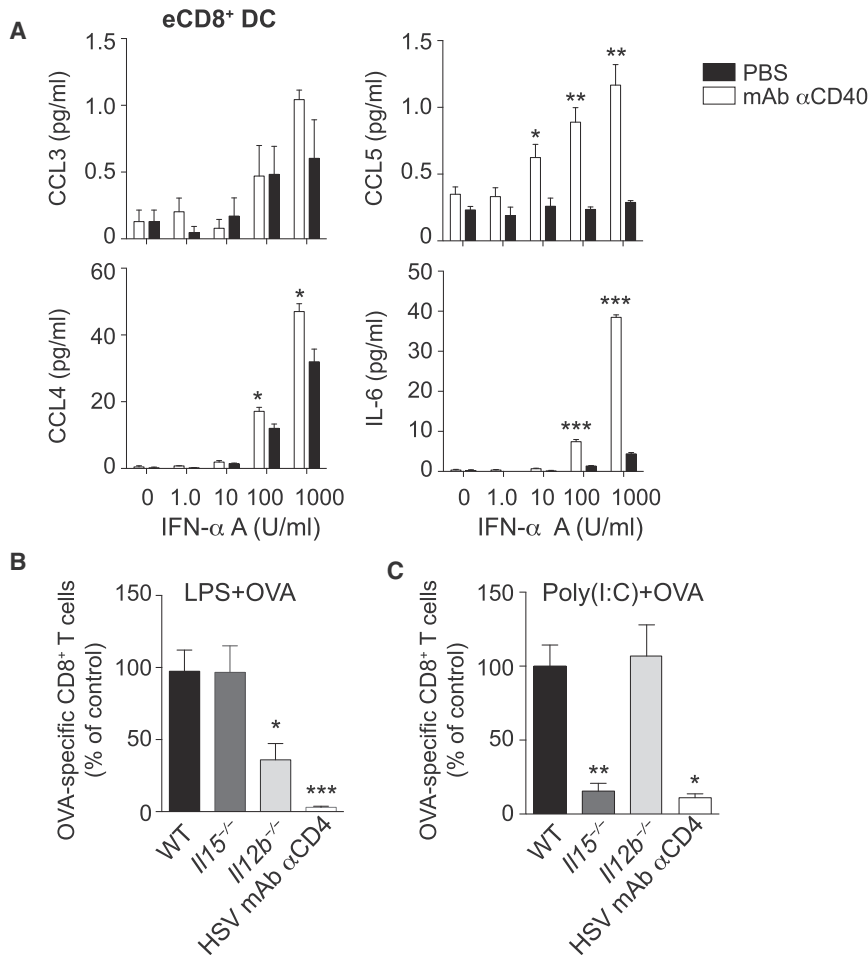 A
eCD8⁺ DC
CCL3 (pg/ml)
1.5
1.0
0.5
0
CCL5 (pg/ml)
1.5
1.0
0.5
0
*
**
**
PBS
mAb αCD40
CCL4 (pg/ml)
60
40
20
0
*
*
0 1.0 10 100 1000
IFN-α A (U/ml)
IL-6 (pg/ml)
50
40
30
20
10
0
***
***
0 1.0 10 100 1000
IFN-α A (U/ml)
B
LPS+OVA
OVA-specific CD8⁺ T cells
(% of control)
150
100
50
0
*
***
WT
Il15⁻/⁻
Il12b⁻/⁻
HSV mAb αCD4
C
Poly(I:C)+OVA
OVA-specific CD8⁺ T cells
(% of control)
150
100
50
0
**
*
WT
Il15⁻/⁻
Il12b⁻/⁻
HSV mAb αCD4